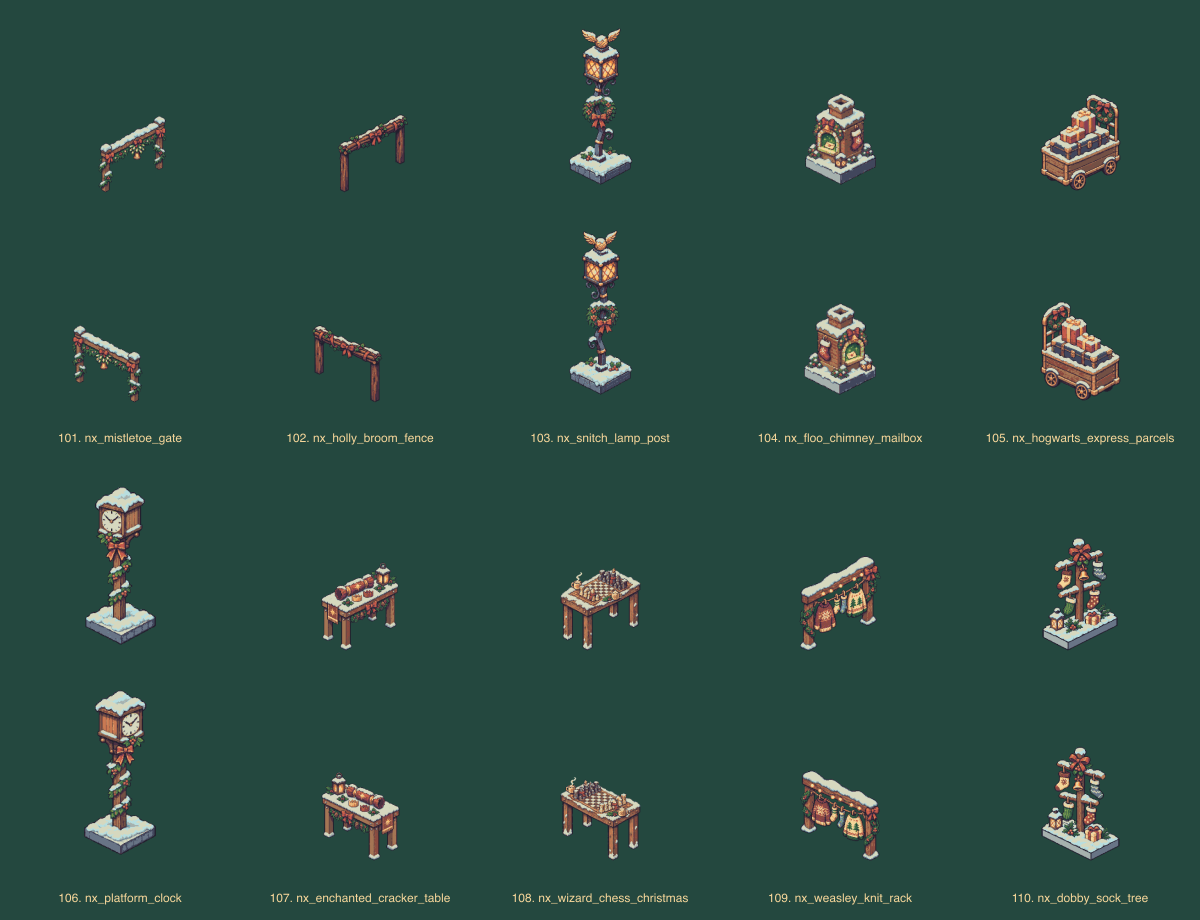 101. nx_mistletoe_gate
102. nx_holly_broom_fence
103. nx_snitch_lamp_post
104. nx_floo_chimney_mailbox
105. nx_hogwarts_express_parcels
106. nx_platform_clock
107. nx_enchanted_cracker_table
108. nx_wizard_chess_christmas
109. nx_weasley_knit_rack
110. nx_dobby_sock_tree